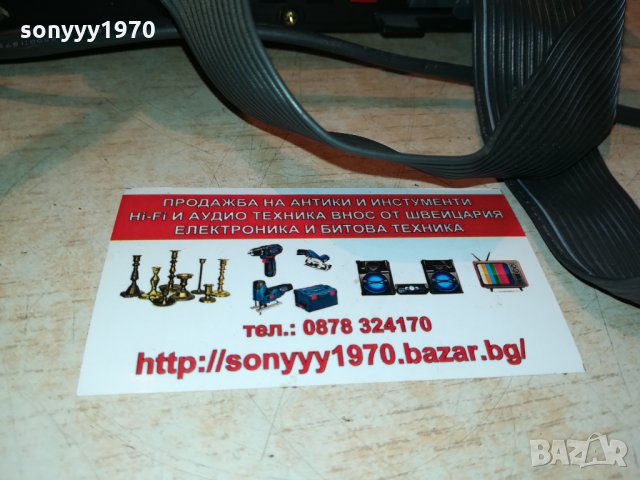 sonyyy1970
ПРОДАЖБА НА АНТИКИ И ИНСТУМЕНТИ
Hi-Fi И АУДИО ТЕХНИКА ВНОС ОТ ШВЕЙЦАРИЯ
ЕЛЕКТРОНИКА И БИТОВА ТЕХНИКА
тел.: 0878 324170
http://sonyyy1970.bazar.bg/
BAZAR
sonyyy1970